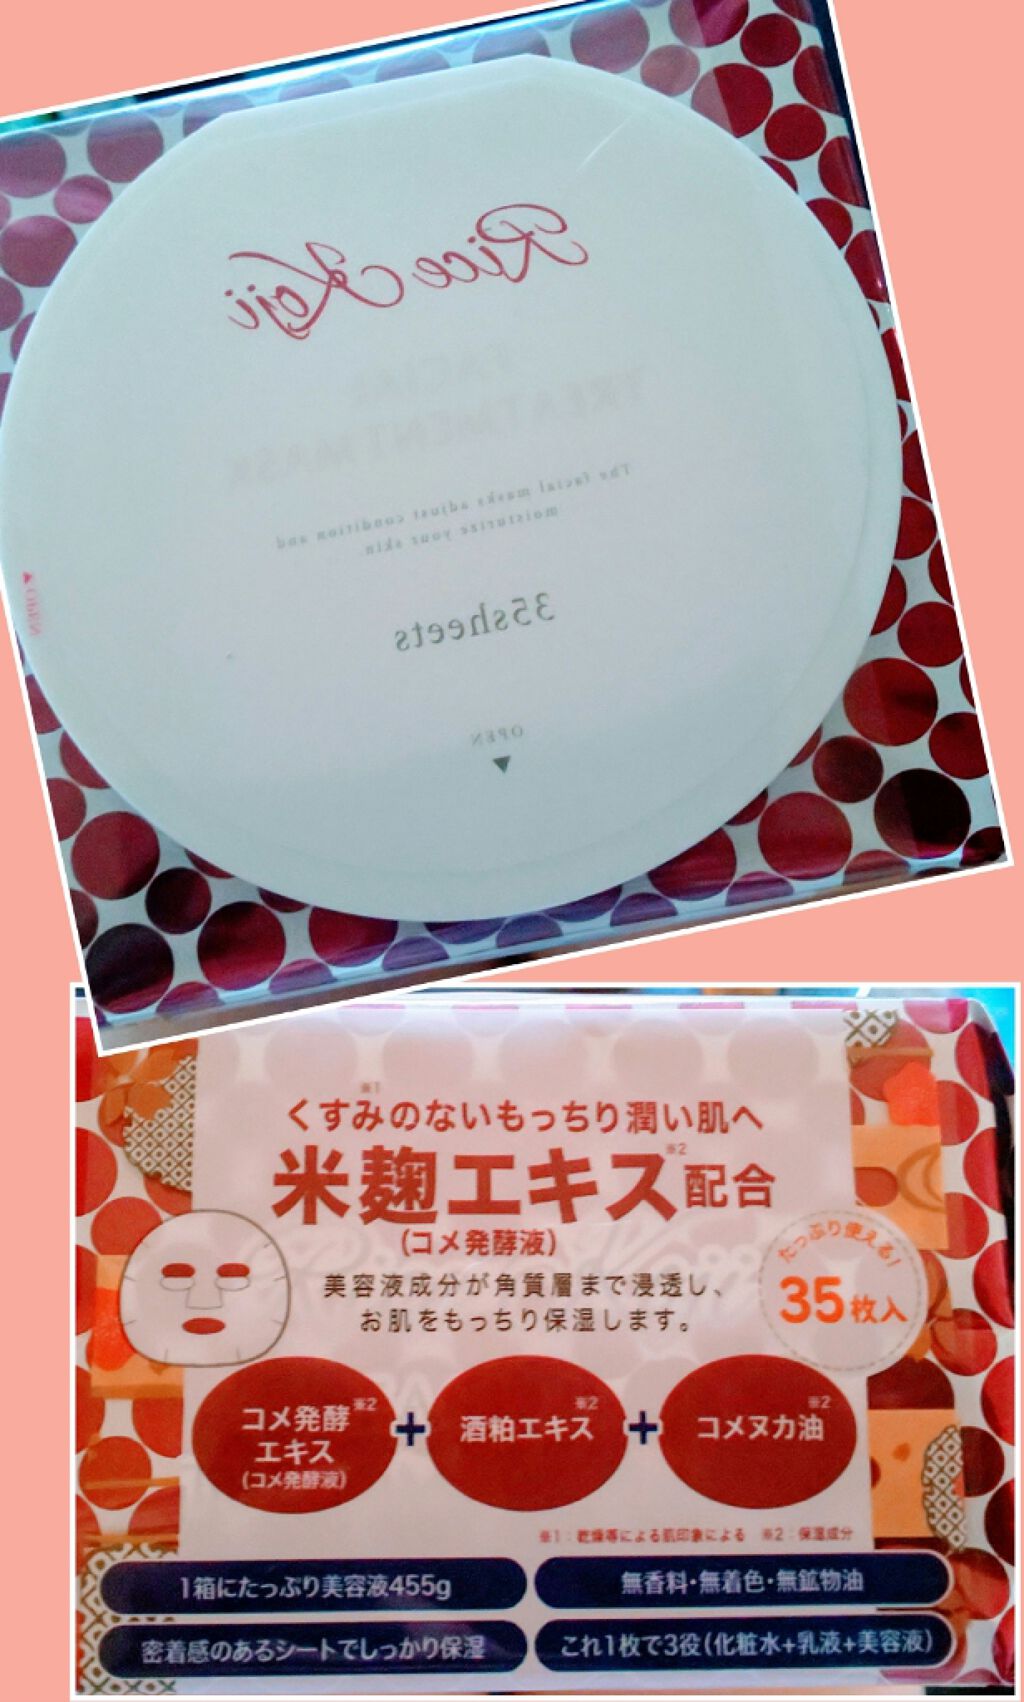 Rice Koji
FACIAL
TREATMENT MASK
The facial masks adjust condition and
moisturize your skin
35sheets
OPEN
▼
▲OPEN
※1
くすみのないもっちり潤い肌へ
米麹エキス※2配合
(コメ発酵液)
美容液成分が角質層まで浸透し、
お肌をもっちり保湿します。
たっぷり使える!
35枚入
コメ発酵※2
エキス
(コメ発酵液)
+
酒粕エキス※2
+
コメヌカ油※2
※1:乾燥等による肌印象による ※2:保湿成分
1箱にたっぷり美容液455g
無香料・無着色・無鉱物油
密着感のあるシートでしっかり保湿
これ1枚で3役(化粧水+乳液+美容液)